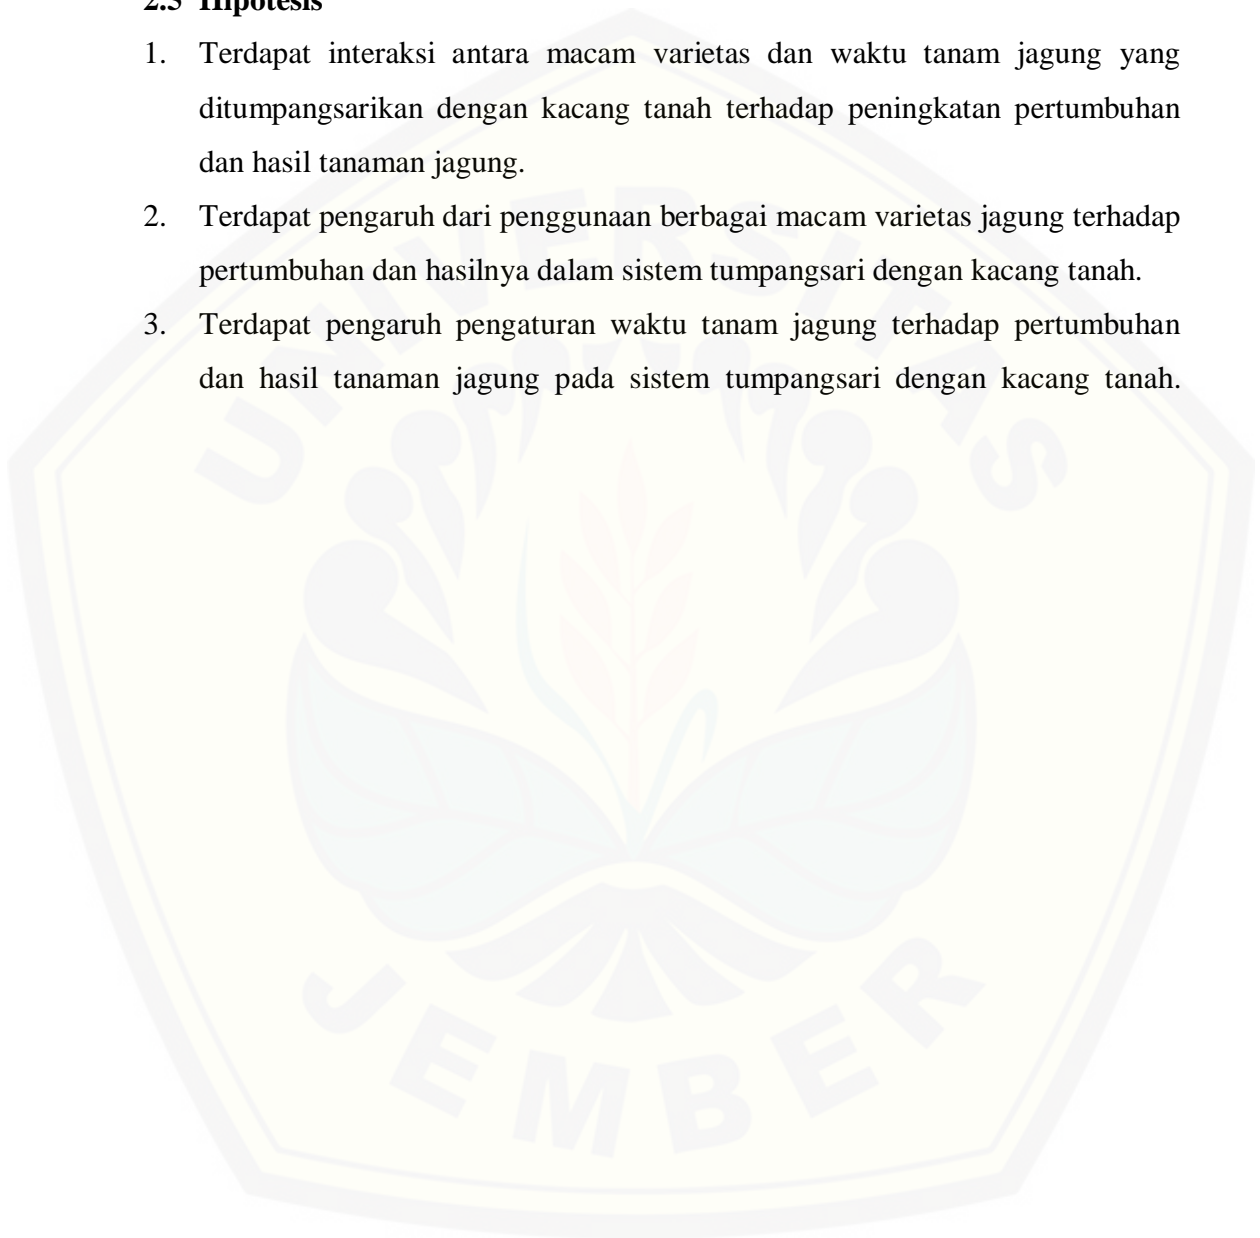 2.5 Hipotesis
1. Terdapat interaksi antara macam varietas dan waktu tanam jagung yang
ditumpangsarikan dengan kacang tanah terhadap peningkatan pertumbuhan
dan hasil tanaman jagung.
2. Terdapat pengaruh dari penggunaan berbagai macam varietas jagung terhadap
pertumbuhan dan hasilnya dalam sistem tumpangsari dengan kacang tanah.
3. Terdapat pengaruh pengaturan waktu tanam jagung terhadap pertumbuhan
dan hasil tanaman jagung pada sistem tumpangsari dengan kacang tanah.
UNIVERSITAS
JEMBER